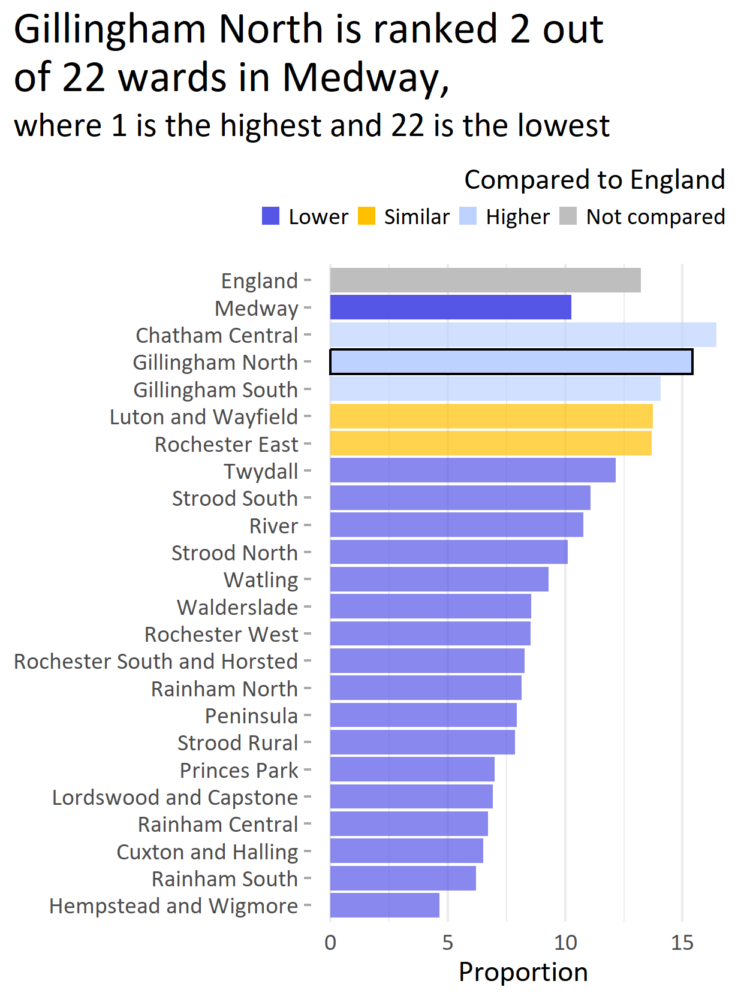 Gillingham North is ranked 2 out
of 22 wards in Medway,
where 1 is the highest and 22 is the lowest
Compared to England
Lower Similar Higher Not compared
England
Medway
Chatham Central
Gillingham North
Gillingham South
Luton and Wayfield
Rochester East
Twydall
Strood South
River
Strood North
Watling
Walderslade
Rochester West
Rochester South and Horsted
Rainham North
Peninsula
Strood Rural
Princes Park
Lordswood and Capstone
Rainham Central
Cuxton and Halling
Rainham South
Hempstead and Wigmore
0 5 10 15
Proportion